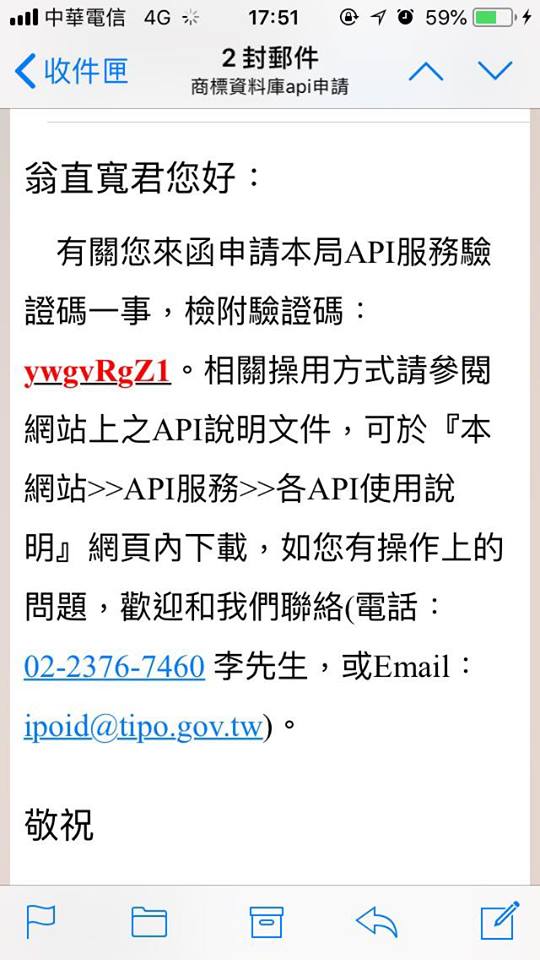 中華電信 4G 17:51 59%
收件匣
2 封郵件
商標資料庫api申請
翁直寬君您好：
有關您來函申請本局API服務驗
證碼一事，檢附驗證碼：
ywgvRgZ1。相關操用方式請參閱
網站上之API說明文件，可於『本
網站>>API服務>>各API使用說
明』網頁內下載，如您有操作上的
問題，歡迎和我們聯絡(電話：
02-2376-7460 李先生，或Email：
ipoid@tipo.gov.tw)。
敬祝